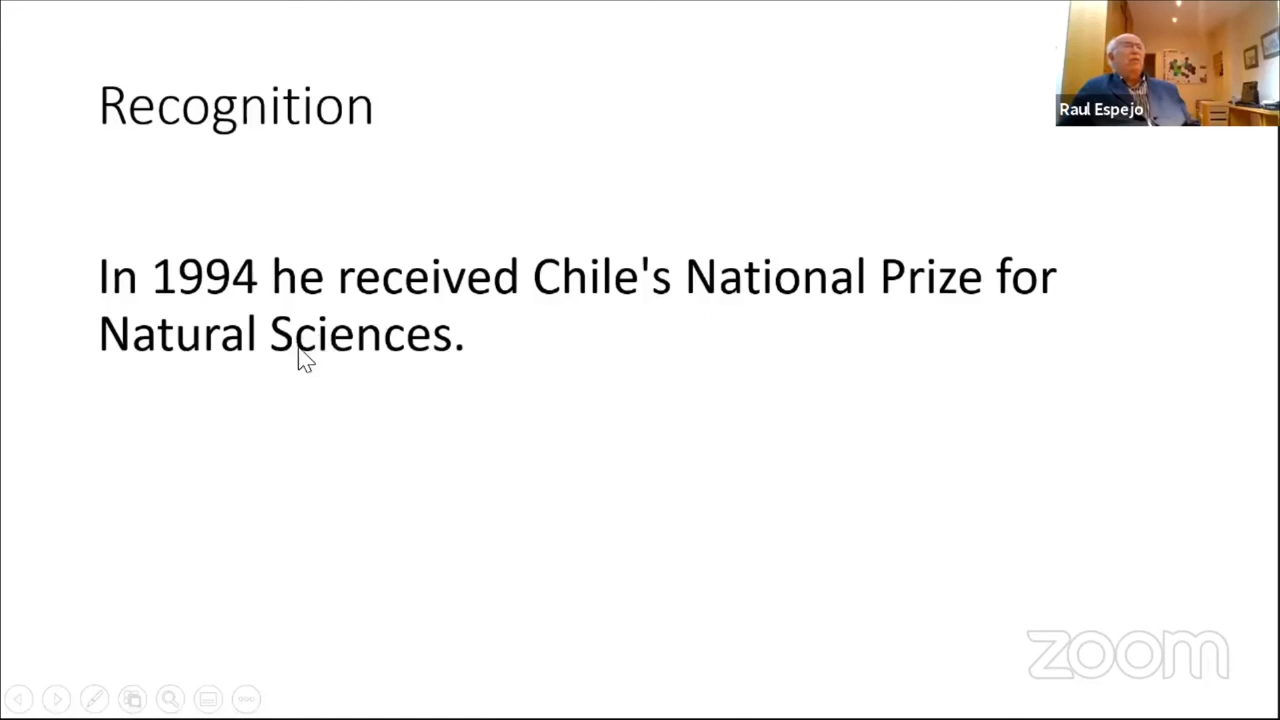 Recognition
Raul Espejo
In 1994 he received Chile's National Prize for
Natural Sciences.
zoom